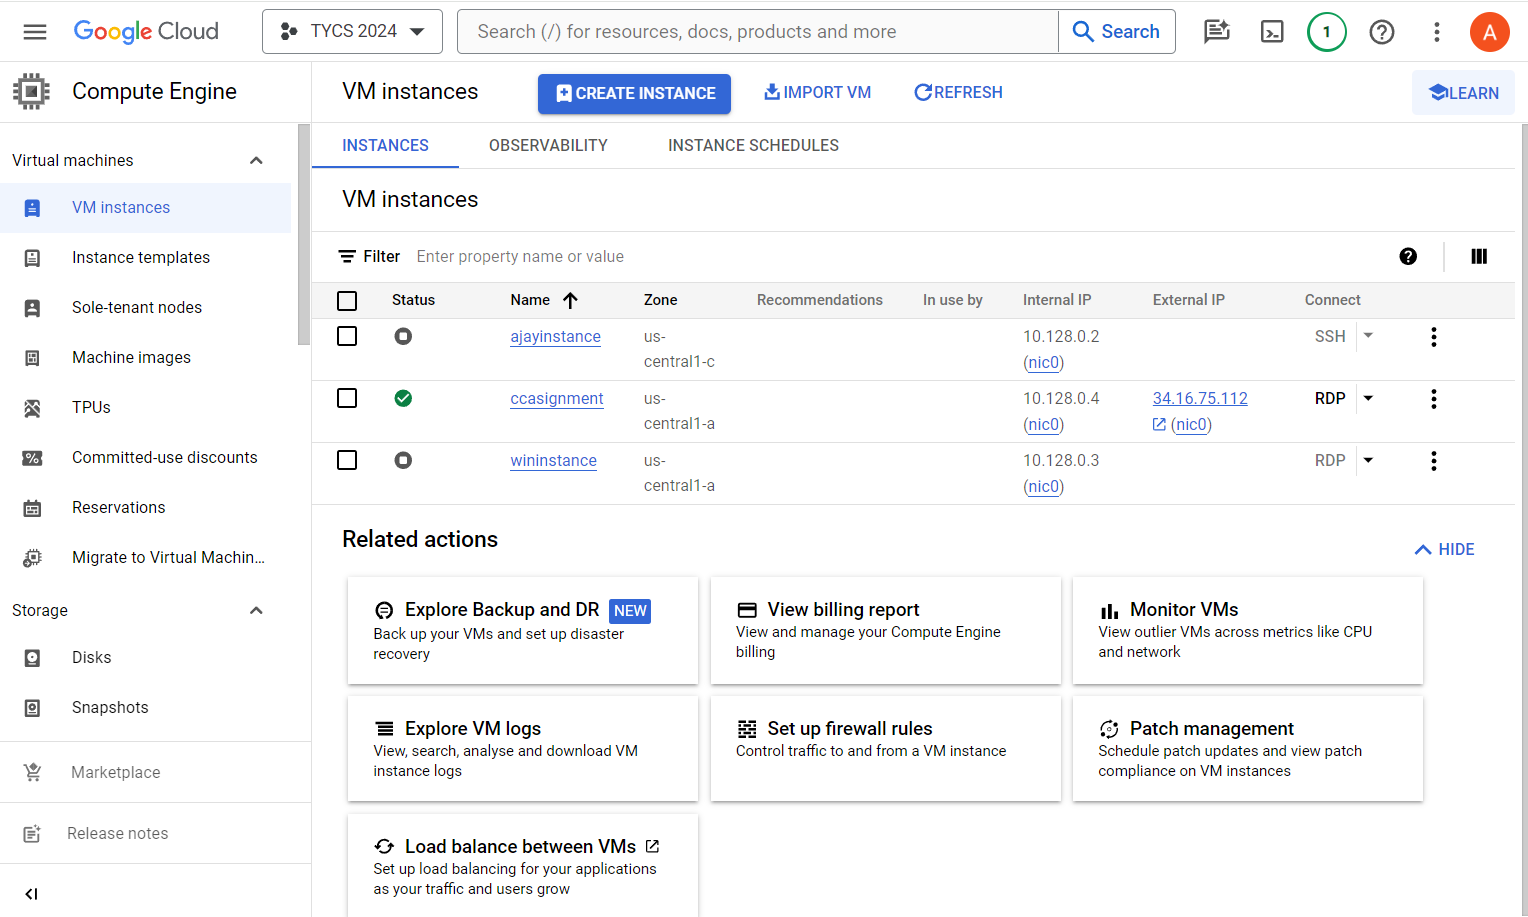 Google Cloud
TYCS 2024
Search (/) for resources, docs, products and more
Search
1
A
Compute Engine
VM instances
CREATE INSTANCE
IMPORT VM
REFRESH
LEARN
Virtual machines
VM instances
Instance templates
Sole-tenant nodes
Machine images
TPUs
Committed-use discounts
Reservations
Migrate to Virtual Machin...
Storage
Disks
Snapshots
Marketplace
Release notes
INSTANCES
OBSERVABILITY
INSTANCE SCHEDULES
VM instances
Filter
Enter property name or value
Status
Name
Zone
Recommendations
In use by
Internal IP
External IP
Connect
ajayinstance
us-
central1-c
10.128.0.2
(nic0)
SSH
ccasignment
us-
central1-a
10.128.0.4
(nic0)
34.16.75.112
(nic0)
RDP
wininstance
us-
central1-a
10.128.0.3
(nic0)
RDP
Related actions
HIDE
Explore Backup and DR NEW
Back up your VMs and set up disaster
recovery
View billing report
View and manage your Compute Engine
billing
Monitor VMs
View outlier VMs across metrics like CPU
and network
Explore VM logs
View, search, analyse and download VM
instance logs
Set up firewall rules
Control traffic to and from a VM instance
Patch management
Schedule patch updates and view patch
compliance on VM instances
Load balance between VMs
Set up load balancing for your applications
as your traffic and users grow